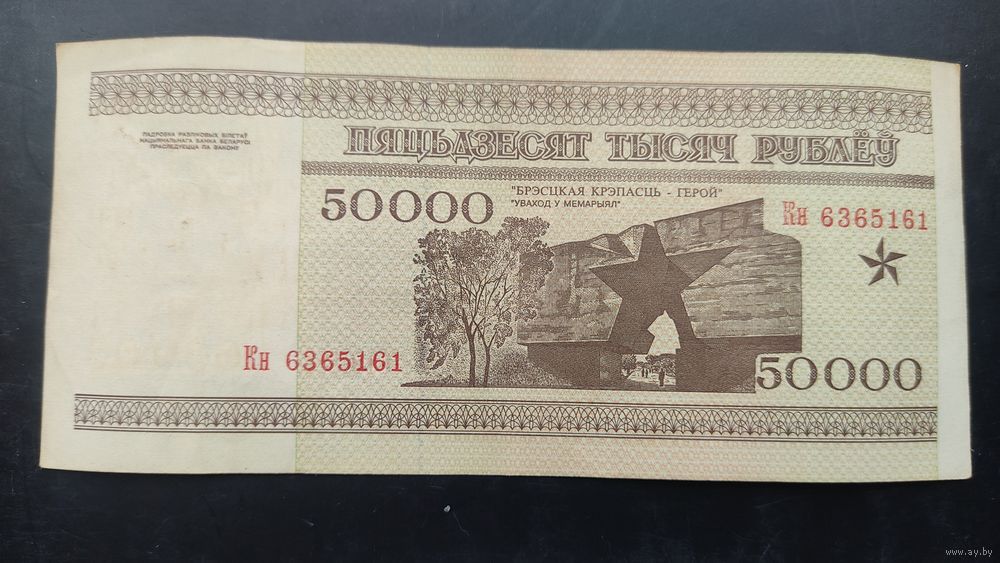 ПАДРОБКА РАЗЛІКОВЫХ БІЛЕТАЎ
НАЦЫЯНАЛЬНАГА БАНКА БЕЛАРУСІ
ПРАСЛЕДУЕЦЦА ПА ЗАКОНУ
ПЯЦЬДЗЕСЯТ ТЫСЯЧ РУБЛЁЎ
50000
"БРЭСЦКАЯ КРЭПАСЦЬ - ГЕРОЙ"
"УВАХОД У МЕМАРЫЯЛ"
Кн 6365161
Кн 6365161
50000
www.ay.by